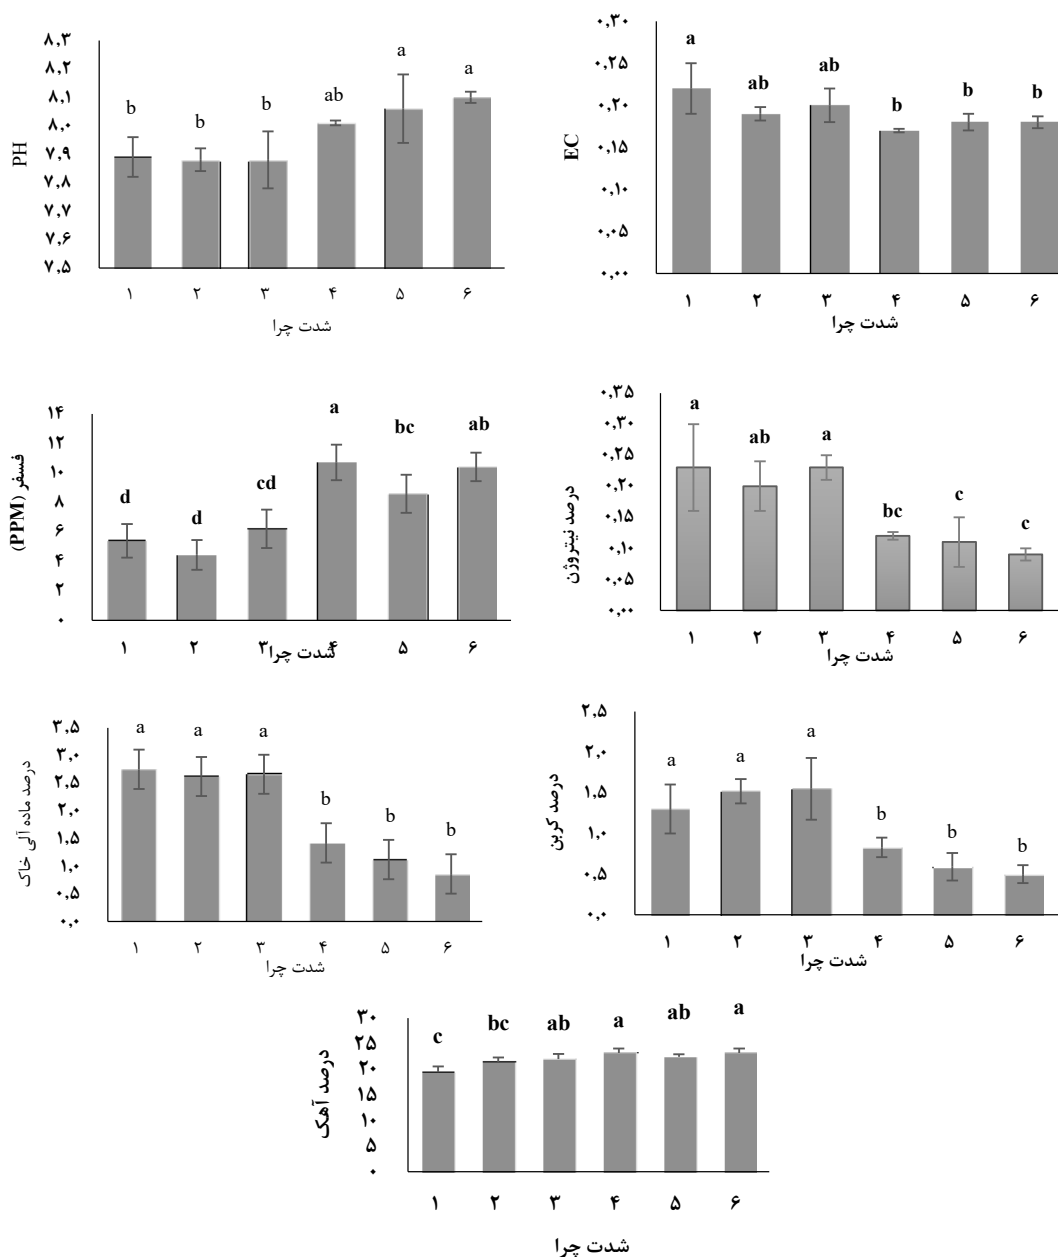 PH
۸,۳
۸,۲
۸,۱
۸,۰
۷,۹
۷,۸
۷,۷
۷,۶
۷,۵
b
b
b
ab
a
a
۱ ۲ ۳ ۴ ۵ ۶
شدت چرا
EC
۰,۳۰
۰,۲۵
۰,۲۰
۰,۱۵
۰,۱۰
۰,۰۵
۰,۰۰
a
ab
ab
b
b
b
۱ ۲ ۳ ۴ ۵ ۶
شدت چرا
فسفر (PPM)
۱۴
۱۲
۱۰
۸
۶
۴
۲
۰
d
d
cd
a
bc
ab
۱ ۲ ۳ ۴ ۵ ۶
شدت چرا
درصد نیتروژن
۰,۳۵
۰,۳۰
۰,۲۵
۰,۲۰
۰,۱۵
۰,۱۰
۰,۰۵
۰,۰۰
a
ab
a
bc
c
c
۱ ۲ ۳ ۴ ۵ ۶
شدت چرا
درصد ماده آلی خاک
۳,۵
۳,۰
۲,۵
۲,۰
۱,۵
۱,۰
۰,۵
۰,۰
a
a
a
b
b
b
۱ ۲ ۳ ۴ ۵ ۶
شدت چرا
درصد کربن
۲,۵
۲,۰
۱,۵
۱,۰
۰,۵
۰,۰
a
a
a
b
b
b
۱ ۲ ۳ ۴ ۵ ۶
شدت چرا
درصد آهک
۳۰
۲۵
۲۰
۱۵
۱۰
۵
۰
c
bc
ab
a
ab
a
۱ ۲ ۳ ۴ ۵ ۶
شدت چرا